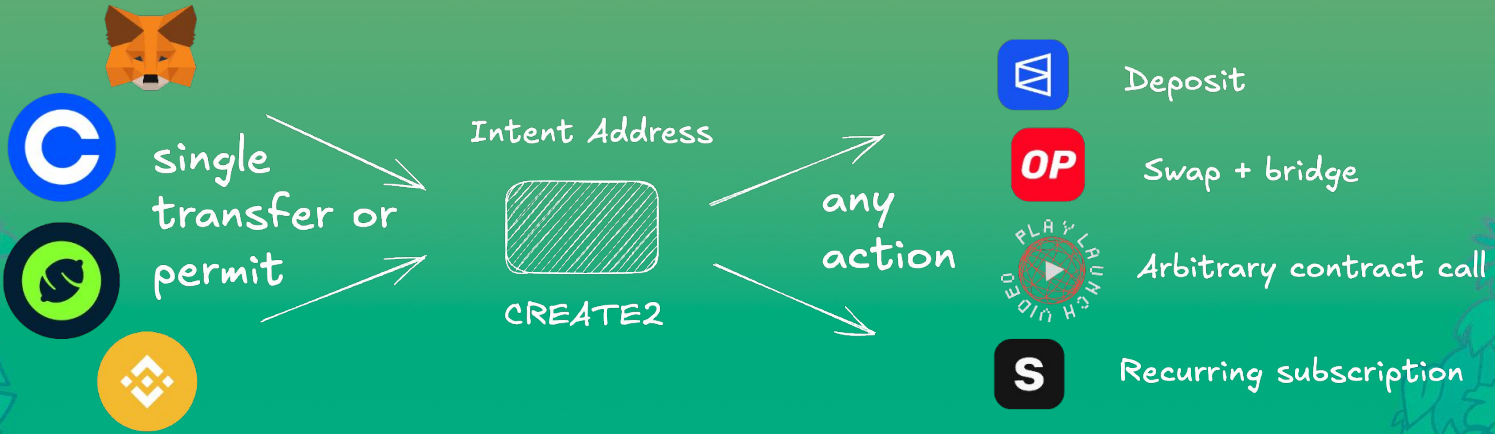 single
transfer or
permit
Intent Address
CREATE2
any
action
Deposit
OP
Swap + bridge
PLAY LAUNCH VIDEO
Arbitrary contract call
S
Recurring subscription